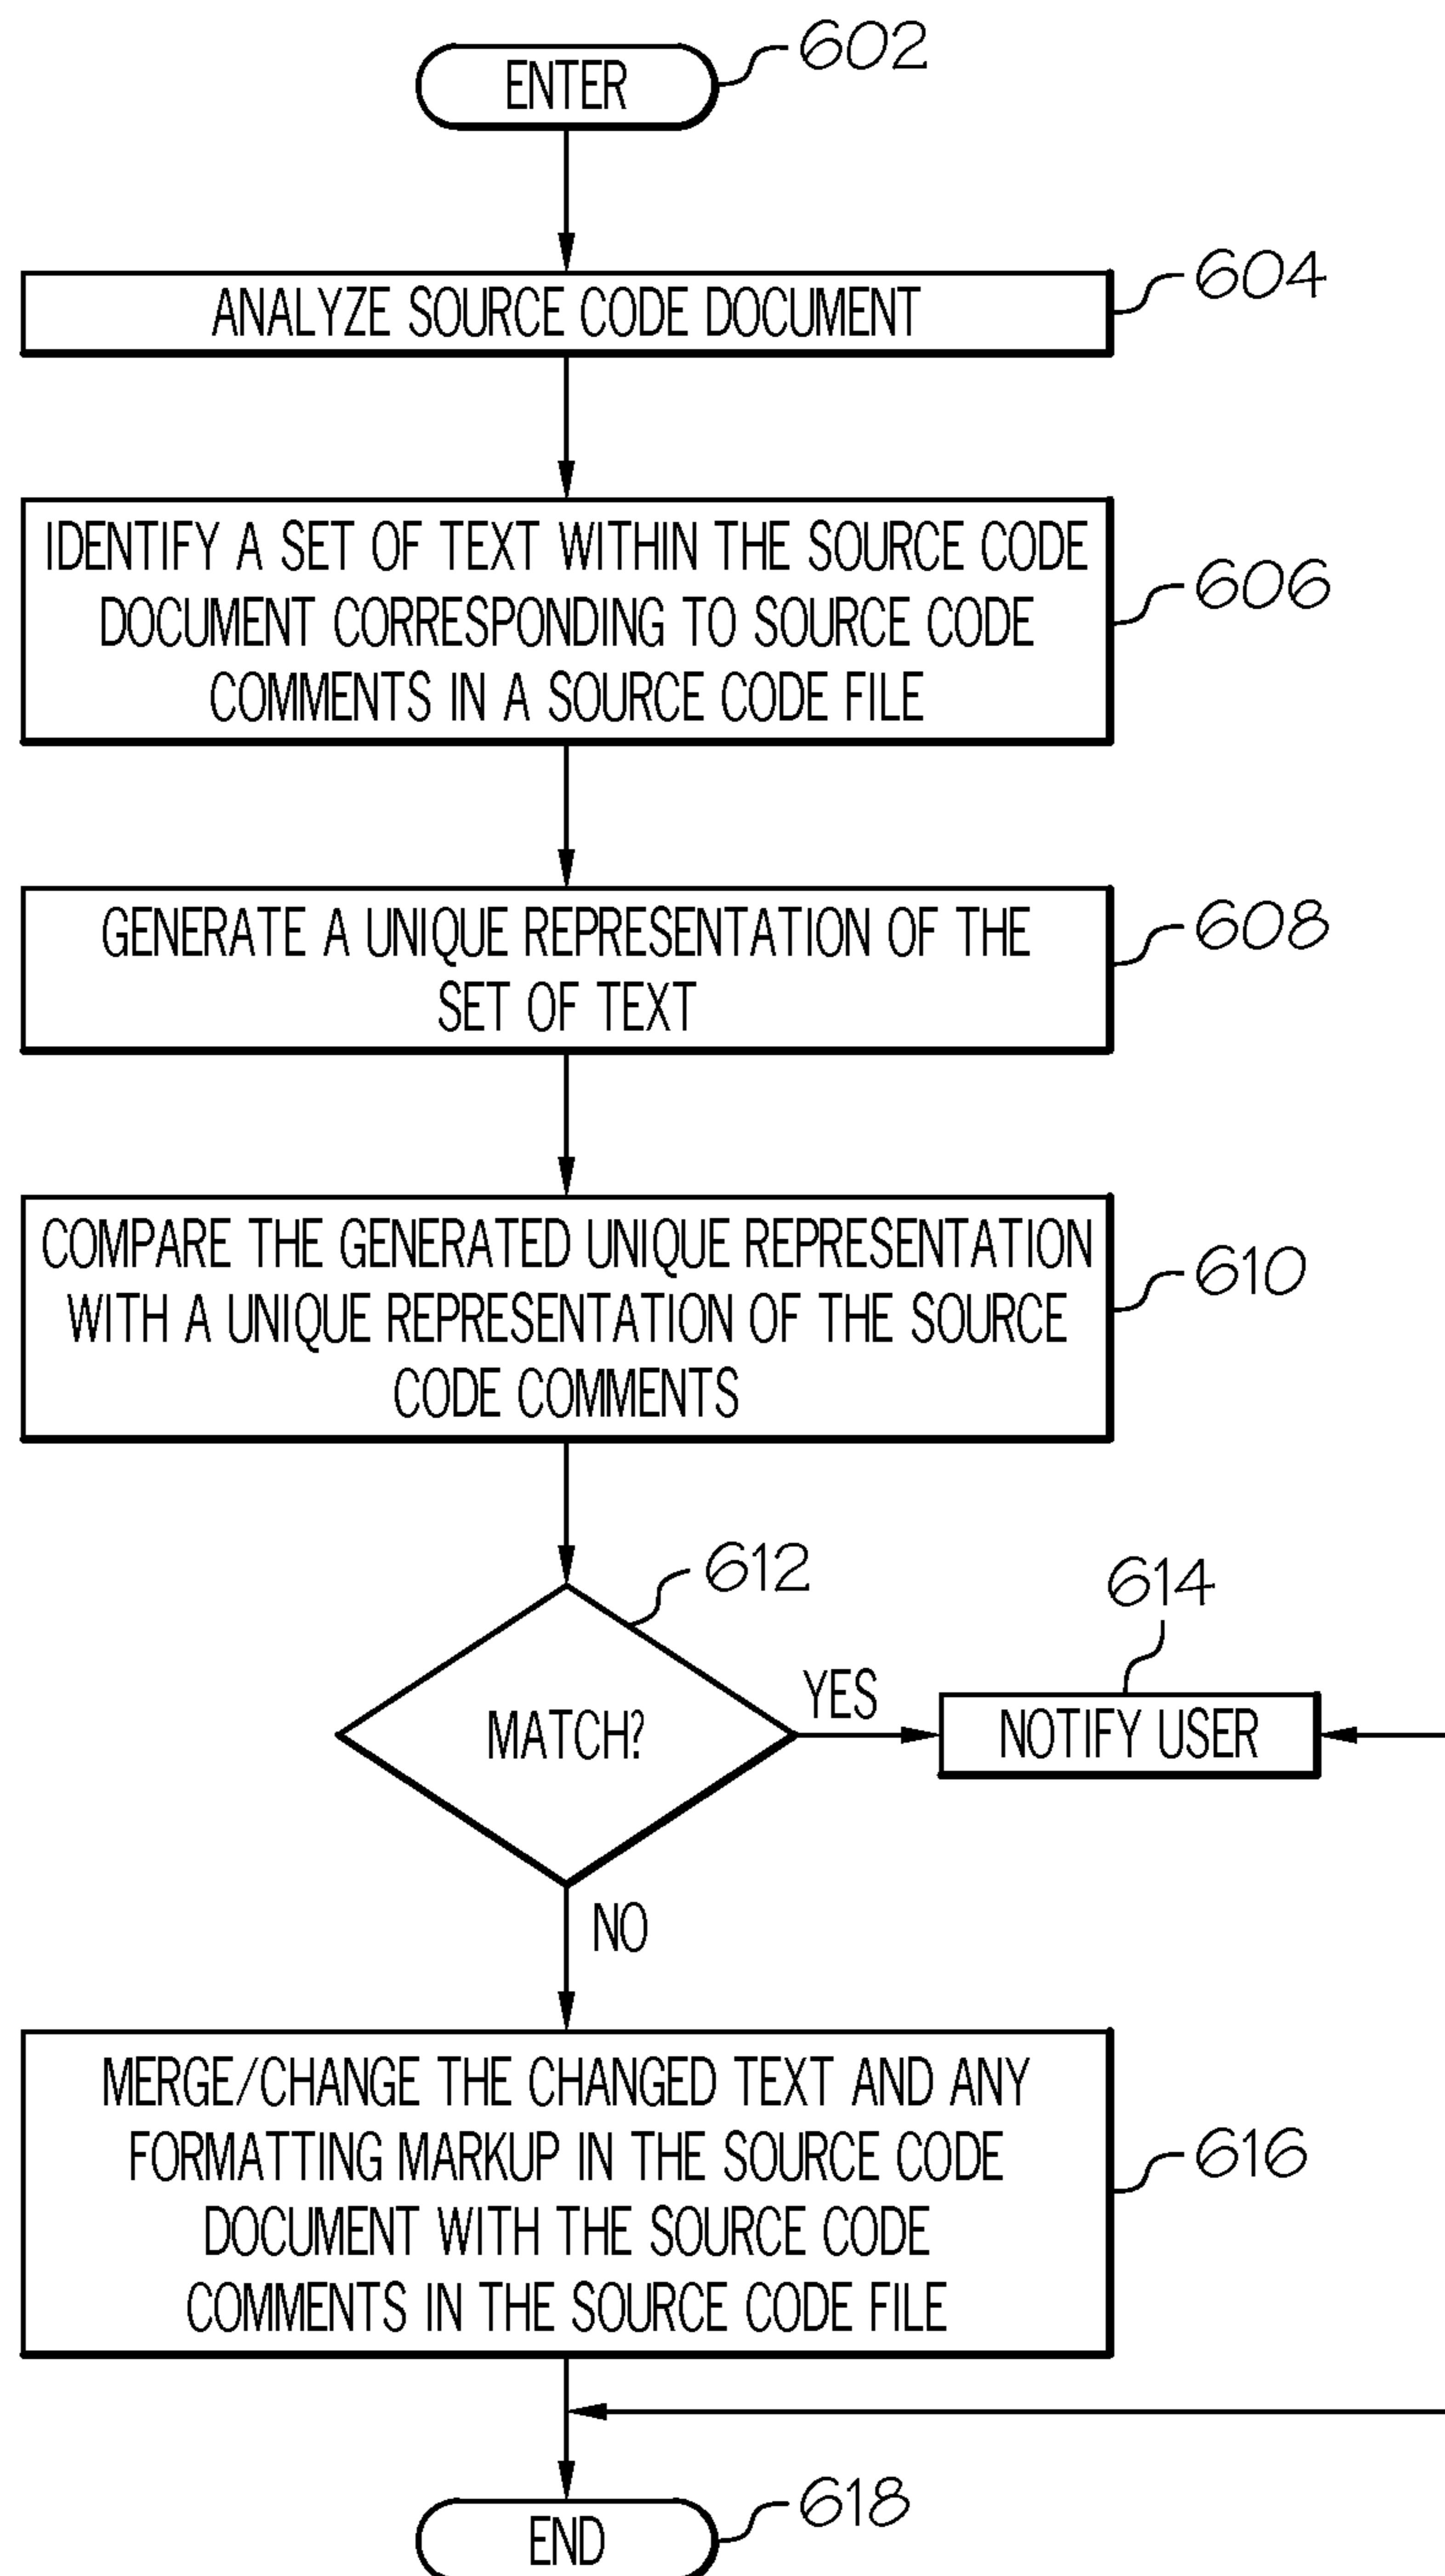 ENTER
602
ANALYZE SOURCE CODE DOCUMENT
604
IDENTIFY A SET OF TEXT WITHIN THE SOURCE CODE
DOCUMENT CORRESPONDING TO SOURCE CODE
COMMENTS IN A SOURCE CODE FILE
606
GENERATE A UNIQUE REPRESENTATION OF THE
SET OF TEXT
608
COMPARE THE GENERATED UNIQUE REPRESENTATION
WITH A UNIQUE REPRESENTATION OF THE SOURCE
CODE COMMENTS
610
612
MATCH?
YES
614
NOTIFY USER
NO
MERGE/CHANGE THE CHANGED TEXT AND ANY
FORMATTING MARKUP IN THE SOURCE CODE
DOCUMENT WITH THE SOURCE CODE
COMMENTS IN THE SOURCE CODE FILE
616
END
618